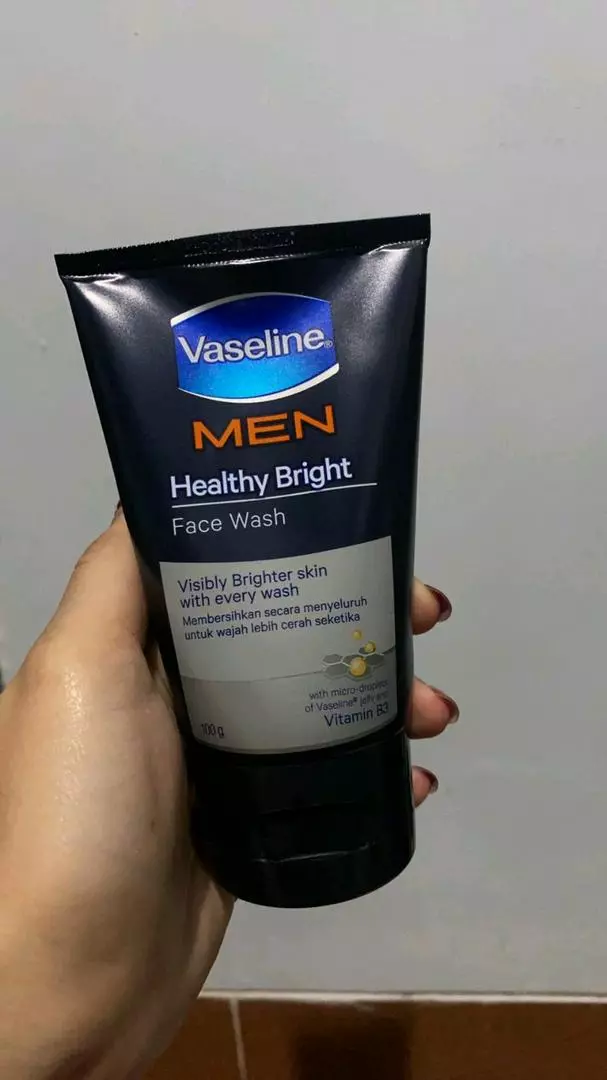 Vaseline®
MEN
Healthy Bright
Face Wash
Visibly Brighter skin
with every wash
Membersihkan secara menyeluruh
untuk wajah lebih cerah seketika
with micro-droplets
of Vaseline® jelly and
Vitamin B3
100 g